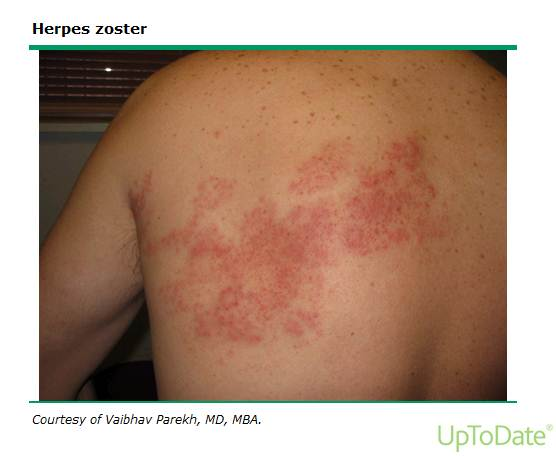 Herpes zoster
Courtesy of Vaibhav Parekh, MD, MBA.
UpToDate®